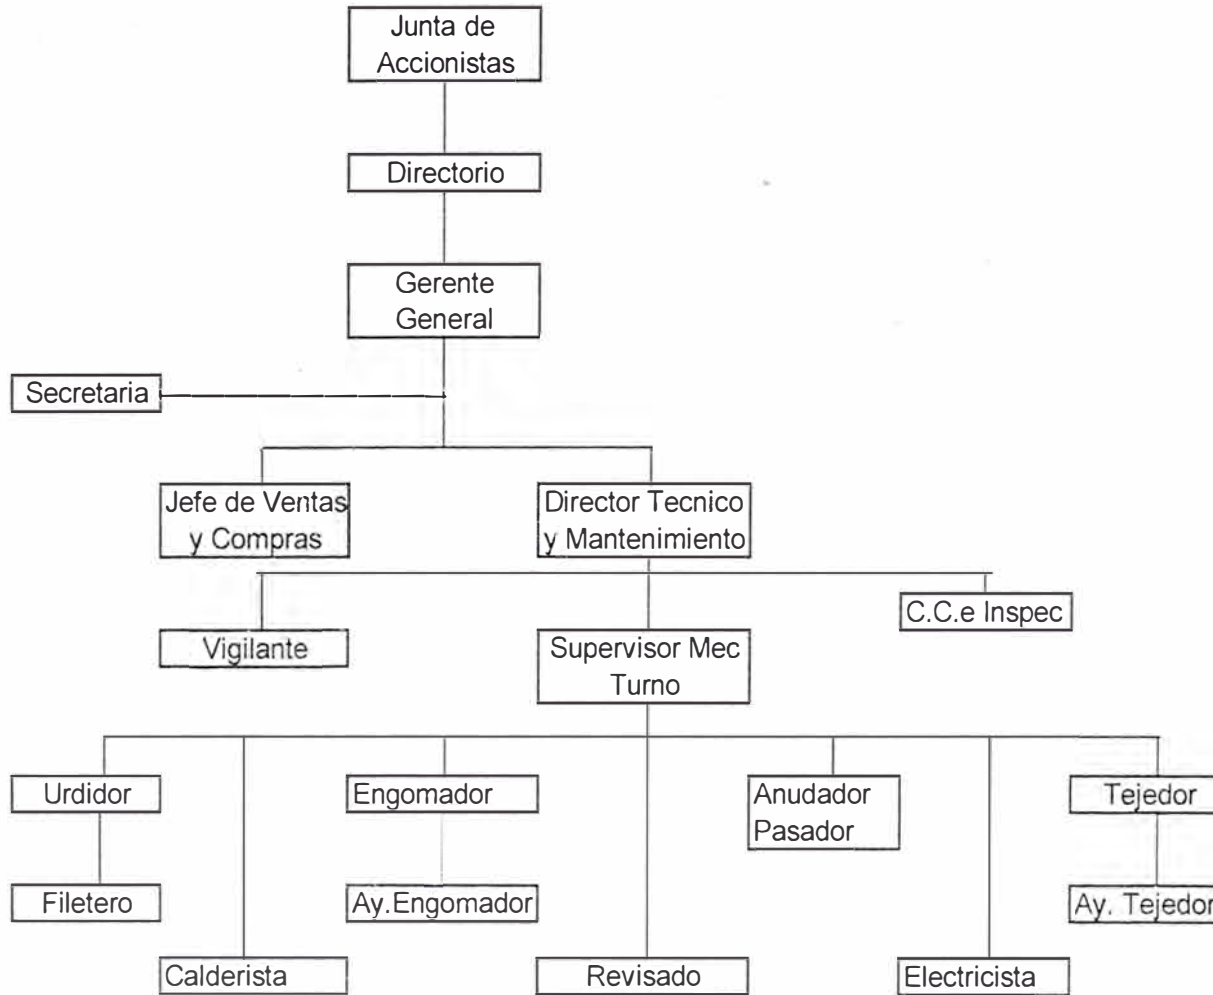 Junta de
Accionistas
Directorio
Gerente
General
Secretaria
Jefe de Ventas
y Compras
Director Tecnico
y Mantenimiento
C.C.e Inspec
Vigilante
Supervisor Mec
Turno
Urdidor
Engomador
Anudador
Pasador
Tejedor
Filetero
Ay.Engomador
Ay. Tejedor
Calderista
Revisado
Electricista